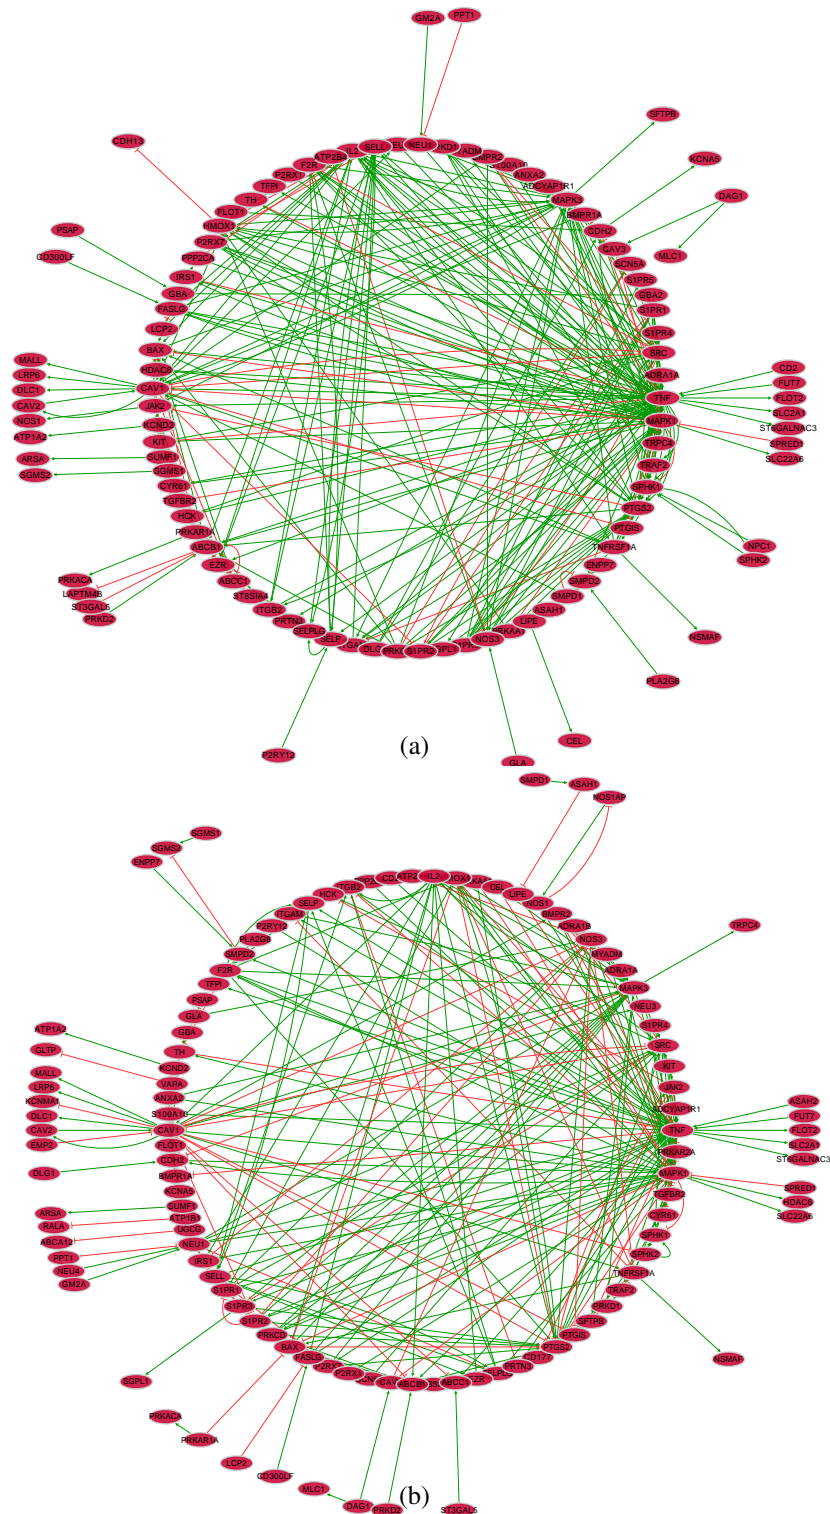 GM2A PPT1
CDH13
SFTPB
KCNA5
DAG1
MLC1
PSAP
CD300LF
NEU1
SELL
ATP2B4
F2R
P2RX1
TFPI
TH
FLOT1
HMOX1
P2RX7
PPP2CA
IRS1
GBA
FASLG
LCP2
BAX
HDAC6
CAV1
JAK2
KCND2
KIT
SUMF1
SGMS1
CYR61
TGFBR2
HCK
PRKAR1A
ABCB1
EZR
ABCC1
ST8SIA4
ITGB2
PRTN3
SELPLG
SELP
S1PR2
NOS3
LIPE
ASAH1
SMPD1
SMPD2
ENPP7
TNFRSF1A
PTGIS
PTGS2
SPHK1
TRAF2
TRPC4
MAPK1
TNF
ADRA1A
SRC
S1PR4
S1PR1
GBA2
S1PR5
SCN5A
CAV3
CDH2
BMPR1A
MAPK3
ADCYAP1R1
ANXA2
MALL
LRP6
DLC1
CAV2
NOS1
ATP1A2
ARSA
SGMS2
PRKACA
LAPTM4B
ST3GAL5
PRKD2
CD2
FUT7
FLOT2
SLC2A1
ST6GALNAC3
SPRED1
SLC22A6
NPC1
SPHK2
NSMAF
PLA2G6
P2RY12
GLA
CEL
(a)
SMPD1 ASAH1
NOS1AP
SGMS1
SGMS2
ENPP7
TRPC4
IL2
CEL
LIPE
NOS1
BMPR2
ADRA1B
NOS3
MYADM
ADRA1A
MAPK3
NEU3
S1PR4
SRC
KIT
JAK2
ADCYAP1R1
TNF
PRKAR2A
MAPK1
TGFBR2
CYR61
SPHK1
SPHK2
TNFRSF1A
TRAF2
PRKD1
SFTPB
PTGIS
PTGS2
CD177
PRTN3
ABCC1
ABCB1
P2RX1
FASLG
BAX
PRKCD
S1PR2
S1PR3
S1PR1
SELL
IRS1
NEU1
UGCG
ATP1B1
SUMF1
KCNA5
BMPR1A
CDH2
FLOT1
CAV1
S100A10
ANXA2
VAPA
KCND2
TH
GBA
GLA
PSAP
TFPI
F2R
SMPD2
PLA2G6
P2RY12
ITGAM
SELP
HCK
ITGB2
ATP1A2
GLTP
MALL
LRP6
KCNMA1
DLC1
CAV2
EMP2
DLG1
ARSA
RALA
ABCA12
PPT1
NEU4
GM2A
ASAH2
FUT7
FLOT2
SLC2A1
ST6GALNAC3
SPRED1
HDAC6
SLC22A6
NSMAF
SGPL1
PRKACA
PRKAR1A
LCP2
CD300LF
MLC1
DAG1 PRKD2
ST3GAL5
(b)